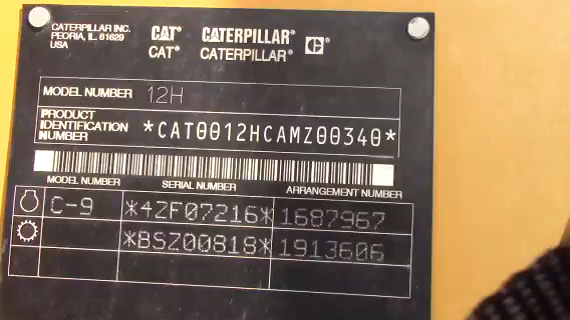 CATERPILLAR INC.
PEORIA, IL 61629
USA
CAT® CATERPILLAR®
CAT® CATERPILLAR®
MODEL NUMBER 12H
PRODUCT
IDENTIFICATION
NUMBER *CAT0012HCAMZ00340*
MODEL NUMBER SERIAL NUMBER ARRANGEMENT NUMBER
C-9 *4ZF07216* 1687967
*BSZ00818* 1913606